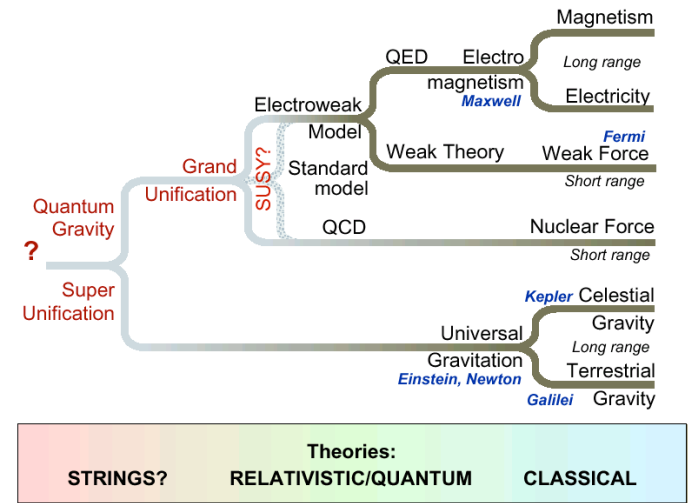 Magnetism
QED Electro
Long range
magnetism
Maxwell
Electricity
Electroweak
Model
Fermi
Weak Theory Weak Force
Short range
Grand
Unification
SUSY?
Standard
model
Quantum
Gravity
QCD Nuclear Force
Short range
?
Super
Unification
Kepler Celestial
Gravity
Universal
Gravitation
Long range
Einstein, Newton
Terrestrial
Galilei Gravity
Theories:
STRINGS? RELATIVISTIC/QUANTUM CLASSICAL